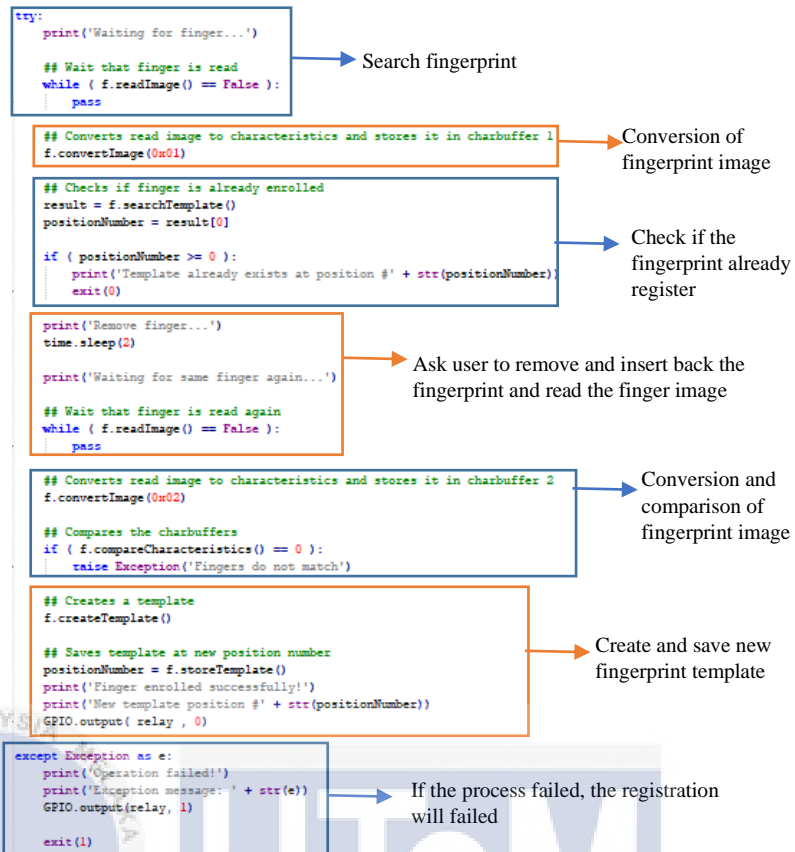 try:
print('Waiting for finger...')
## Wait that finger is read
while ( f.readImage() == False ):
pass
Search fingerprint
## Converts read image to characteristics and stores it in charbuffer 1
f.convertImage(0x01)
Conversion of
fingerprint image
## Checks if finger is already enrolled
result = f.searchTemplate()
positionNumber = result[0]
if ( positionNumber >= 0 ):
print('Template already exists at position #' + str(positionNumber))
exit(0)
Check if the
fingerprint already
register
print('Remove finger...')
time.sleep(2)
print('Waiting for same finger again...')
## Wait that finger is read again
while ( f.readImage() == False ):
pass
Ask user to remove and insert back the
fingerprint and read the finger image
## Converts read image to characteristics and stores it in charbuffer 2
f.convertImage(0x02)
## Compares the charbuffers
if ( f.compareCharacteristics() == 0 ):
raise Exception('Fingers do not match')
Conversion and
comparison of
fingerprint image
## Creates a template
f.createTemplate()
## Saves template at new position number
positionNumber = f.storeTemplate()
print('Finger enrolled successfully!')
print('New template position #' + str(positionNumber))
GPIO.output( relay , 0)
Create and save new
fingerprint template
except Exception as e:
print('Operation failed!')
print('Exception message: ' + str(e))
GPIO.output(relay, 1)
exit(1)
If the process failed, the registration
will failed